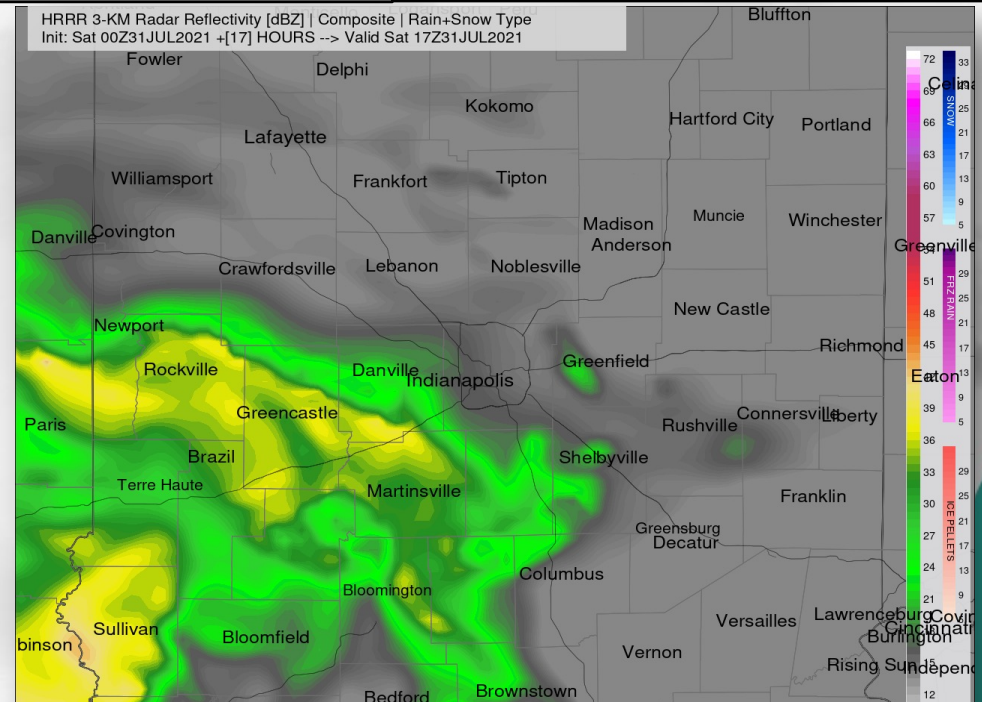 HRRR 3-KM Radar Reflectivity [dBZ] | Composite | Rain+Snow Type
Init: Sat 00Z31JUL2021 +[17] HOURS --> Valid Sat 17Z31JUL2021
Bluffton
Fowler
Delphi
Kokomo
Lafayette
Hartford City
Portland
Williamsport
Frankfort
Tipton
Madison
Muncie
Winchester
Danville
Covington
Anderson
Greenville
Crawfordsville
Lebanon
Noblesville
New Castle
Newport
Richmond
Rockville
Danville
Greenfield
Indianapolis
Eaton
Greencastle
Connersville
Liberty
Paris
Rushville
Brazil
Shelbyville
Terre Haute
Martinsville
Franklin
Greensburg
Decatur
Columbus
Bloomington
Sullivan
Versailles
Lawrenceburg
Bloomfield
Burlington
binson
Vernon
Rising Sun
Independ
Brownstown
Bedford
72
69
66
63
60
57
51
48
45
39
36
33
30
27
24
21
15
12
SNOW
33
25
21
17
13
9
5
FRZ RAIN
29
25
21
17
13
9
5
ICE PELLETS
29
25
21
17
13
9